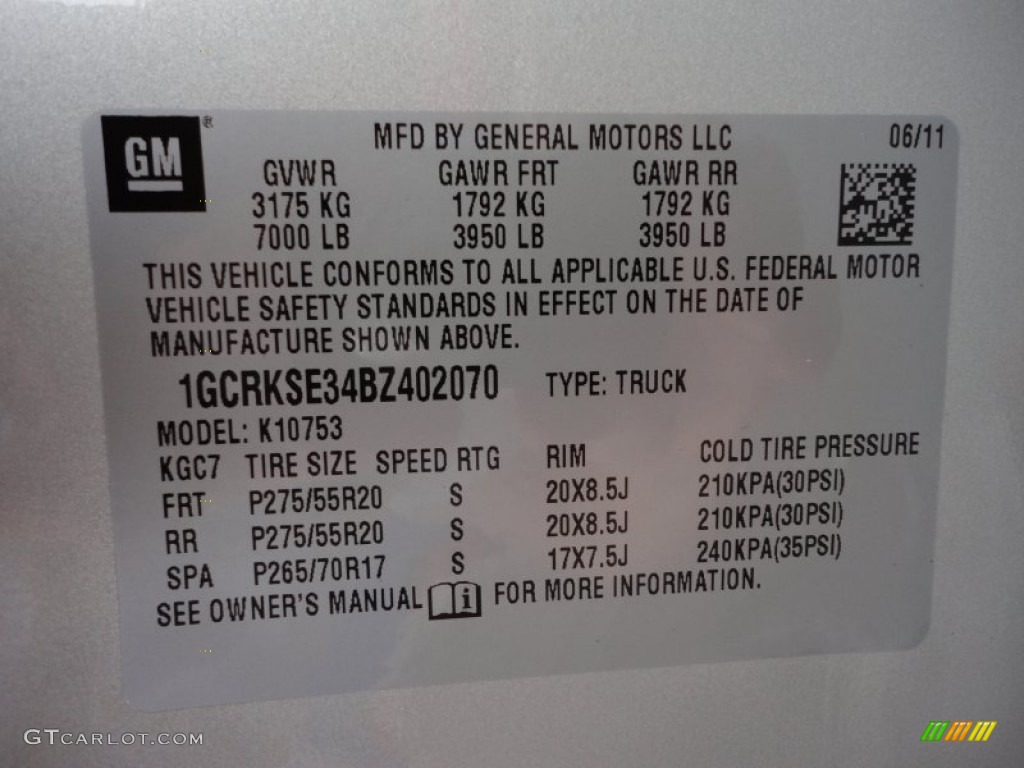 GM®
MFD BY GENERAL MOTORS LLC 06/11
GVWR GAWR FRT GAWR RR
3175 KG 1792 KG 1792 KG
7000 LB 3950 LB 3950 LB
THIS VEHICLE CONFORMS TO ALL APPLICABLE U.S. FEDERAL MOTOR
VEHICLE SAFETY STANDARDS IN EFFECT ON THE DATE OF
MANUFACTURE SHOWN ABOVE.
1GCRKSE34BZ402070 TYPE: TRUCK
MODEL: K10753
KGC7 TIRE SIZE SPEED RTG RIM COLD TIRE PRESSURE
FRT P275/55R20 S 20X8.5J 210KPA(30PSI)
RR P275/55R20 S 20X8.5J 210KPA(30PSI)
SPA P265/70R17 S 17X7.5J 240KPA(35PSI)
SEE OWNER'S MANUAL i FOR MORE INFORMATION.
GTCARLOT.COM